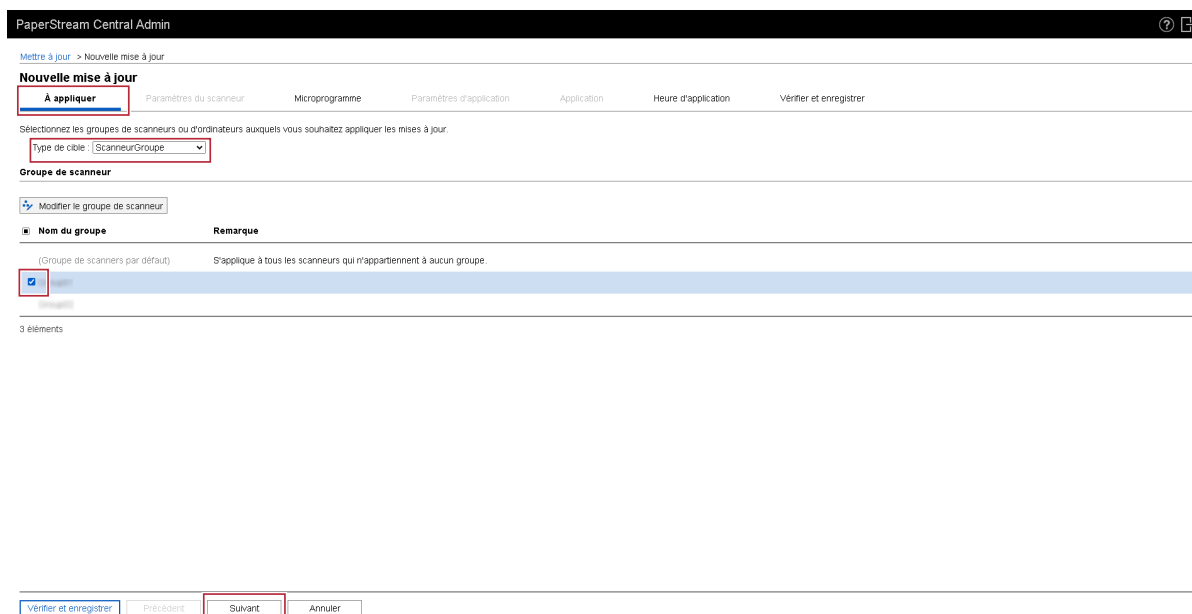 PaperStream Central Admin
Mettre à jour > Nouvelle mise à jour
Nouvelle mise à jour
À appliquer Paramètres du scanneur Microprogramme Paramètres d'application Application Heure d'application Vérifier et enregistrer
Sélectionnez les groupes de scanneurs ou d'ordinateurs auxquels vous souhaitez appliquer les mises à jour.
Type de cible : ScanneurGroupe
Groupe de scanneur
Modifier le groupe de scanneur
Nom du groupe Remarque
(Groupe de scanners par défaut) S'applique à tous les scanneurs qui n'appartiennent à aucun groupe.
3 éléments
Vérifier et enregistrer Précédent Suivant Annuler